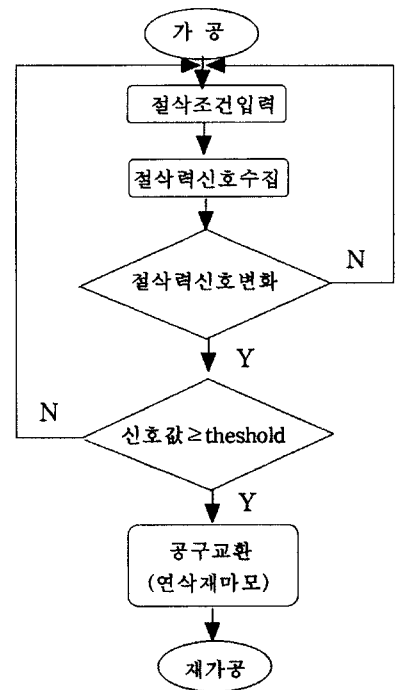 가 공
절삭조건입력
절삭력신호수집
절삭력신호변화
N
Y
N
신호값≥theshold
Y
공구교환
(연삭재마모)
재가공